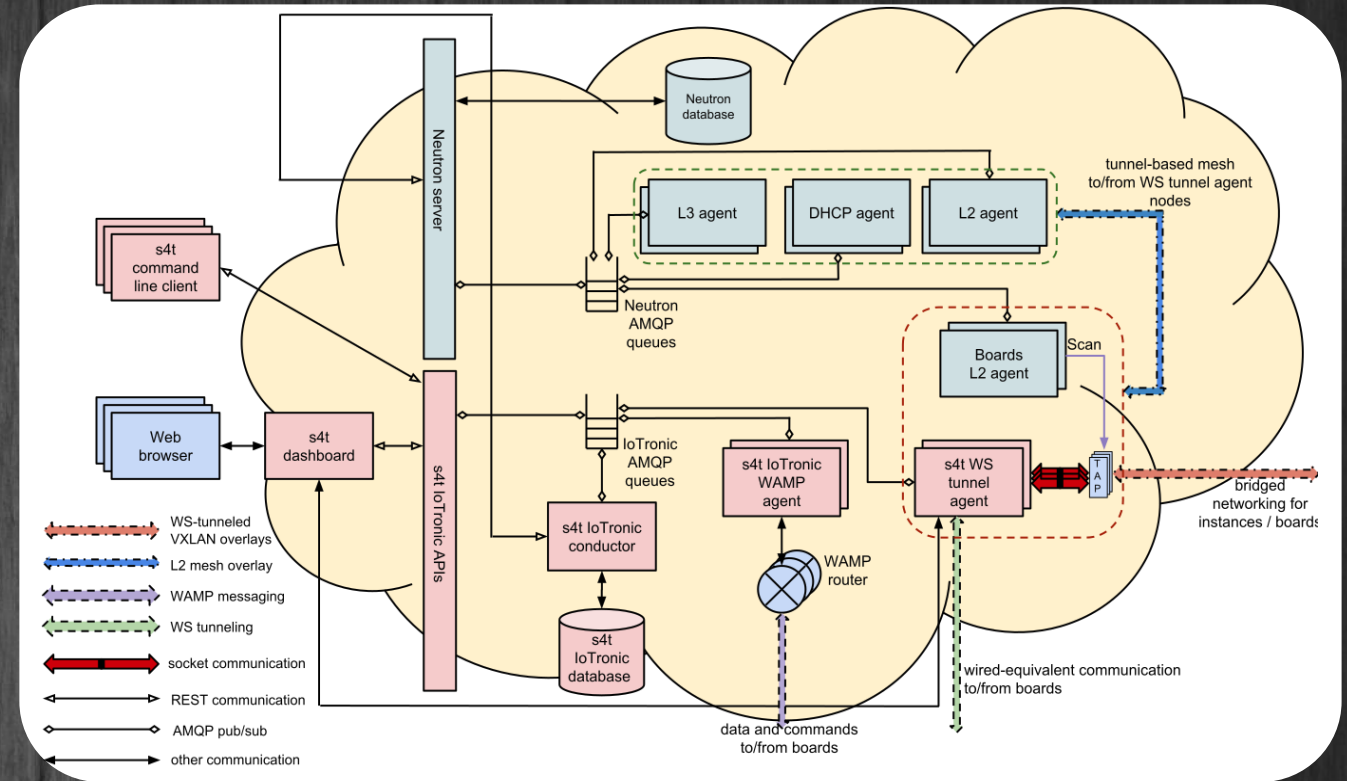 Neutron
database
Neutron server
tunnel-based mesh
to/from WS tunnel agent
nodes
L3 agent
DHCP agent
L2 agent
s4t
command
line client
Neutron
AMQP
queues
Boards
L2 agent
Scan
Web
browser
s4t
dashboard
s4t IoTronic APIs
IoTronic
AMQP
queues
s4t IoTronic
WAMP
agent
s4t WS
tunnel
agent
T
A
P
bridged
networking for
instances / boards
s4t IoTronic
conductor
WAMP
router
s4t
IoTronic
database
wired-equivalent communication
to/from boards
data and commands
to/from boards
WS-tunneled
VXLAN overlays
L2 mesh overlay
WAMP messaging
WS tunneling
socket communication
REST communication
AMQP pub/sub
other communication